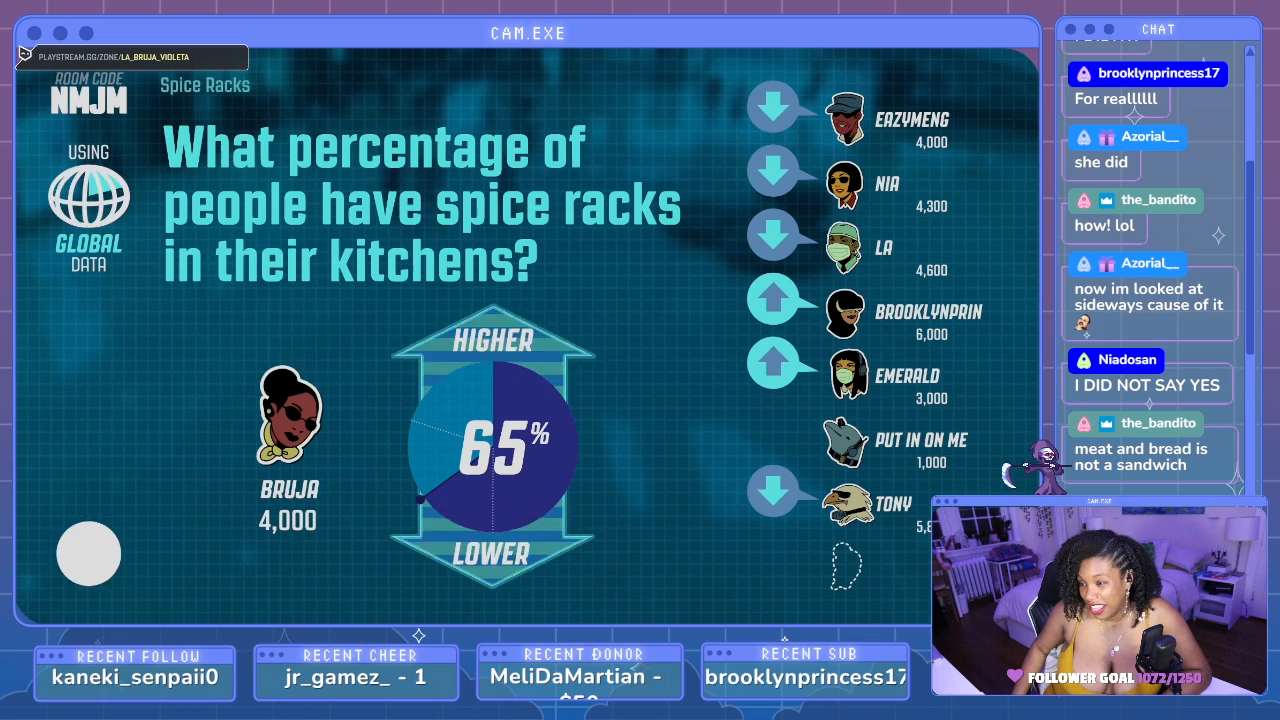 CAM.EXE
CHAT
PLAYSTREAM.GG/ZONE/LA_BRUJA_VIOLETA
ROOM CODE
NMJM
Spice Racks
What percentage of
people have spice racks
in their kitchens?
USING
GLOBAL
DATA
HIGHER
65%
LOWER
BRUJA
4,000
EAZYMENG
4,000
NIA
4,300
LA
4,600
BROOKLYNPRIN
6,000
EMERALD
3,000
PUT IN ON ME
1,000
TONY
brooklynprincess17
For reallllll
Azorial__
she did
the_bandito
how! lol
Azorial__
now im looked at
sideways cause of it
Niadosan
I DID NOT SAY YES
the_bandito
meat and bread is
not a sandwich
CAM.EXE
FOLLOWER GOAL 1072/1250
RECENT FOLLOW
kaneki_senpaii0
RECENT CHEER
jr_gamez_ - 1
RECENT DONOR
MeliDaMartian -
RECENT SUB
brooklynprincess17